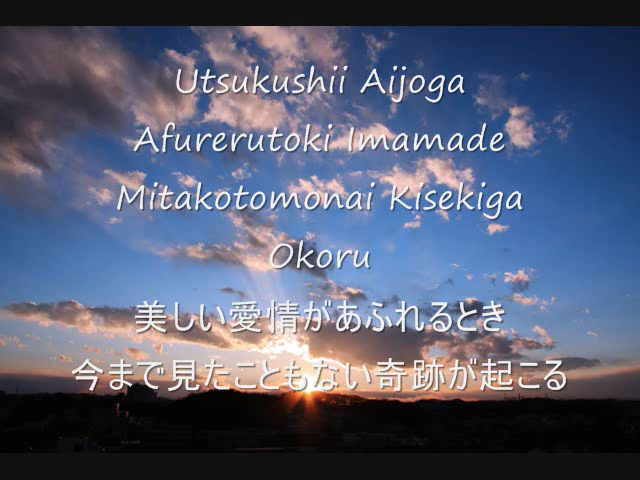 Utsukushii Aijoga
Afurerutoki Imamade
Mitakotomonai Kisekiga
Okoru
美しい愛情があふれるとき
今まで見たこともない奇跡が起こる